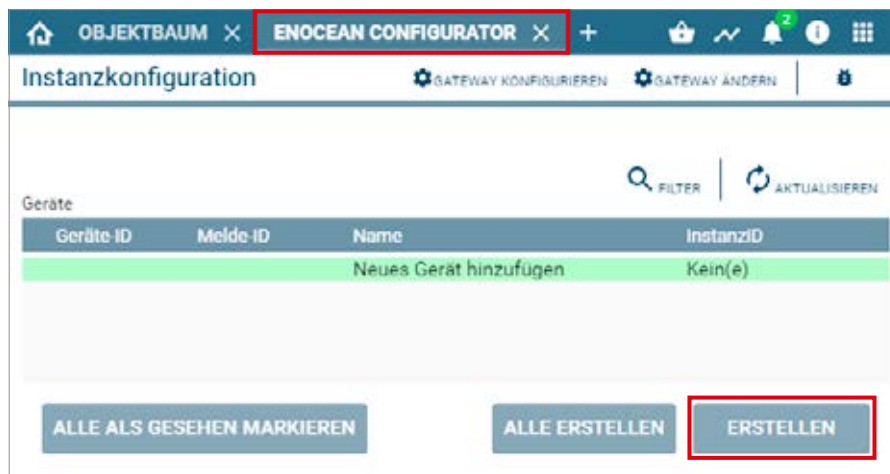 OBJEKTBAUM ENOCEAN CONFIGURATOR 2
Instanzkonfiguration GATEWAY KONFIGURIEREN GATEWAY ÄNDERN
FILTER AKTUALISIEREN
Geräte
Geräte-ID Melde-ID Name InstanzID
Neues Gerät hinzufügen Kein(e)
ALLE ALS GESEHEN MARKIEREN ALLE ERSTELLEN ERSTELLEN